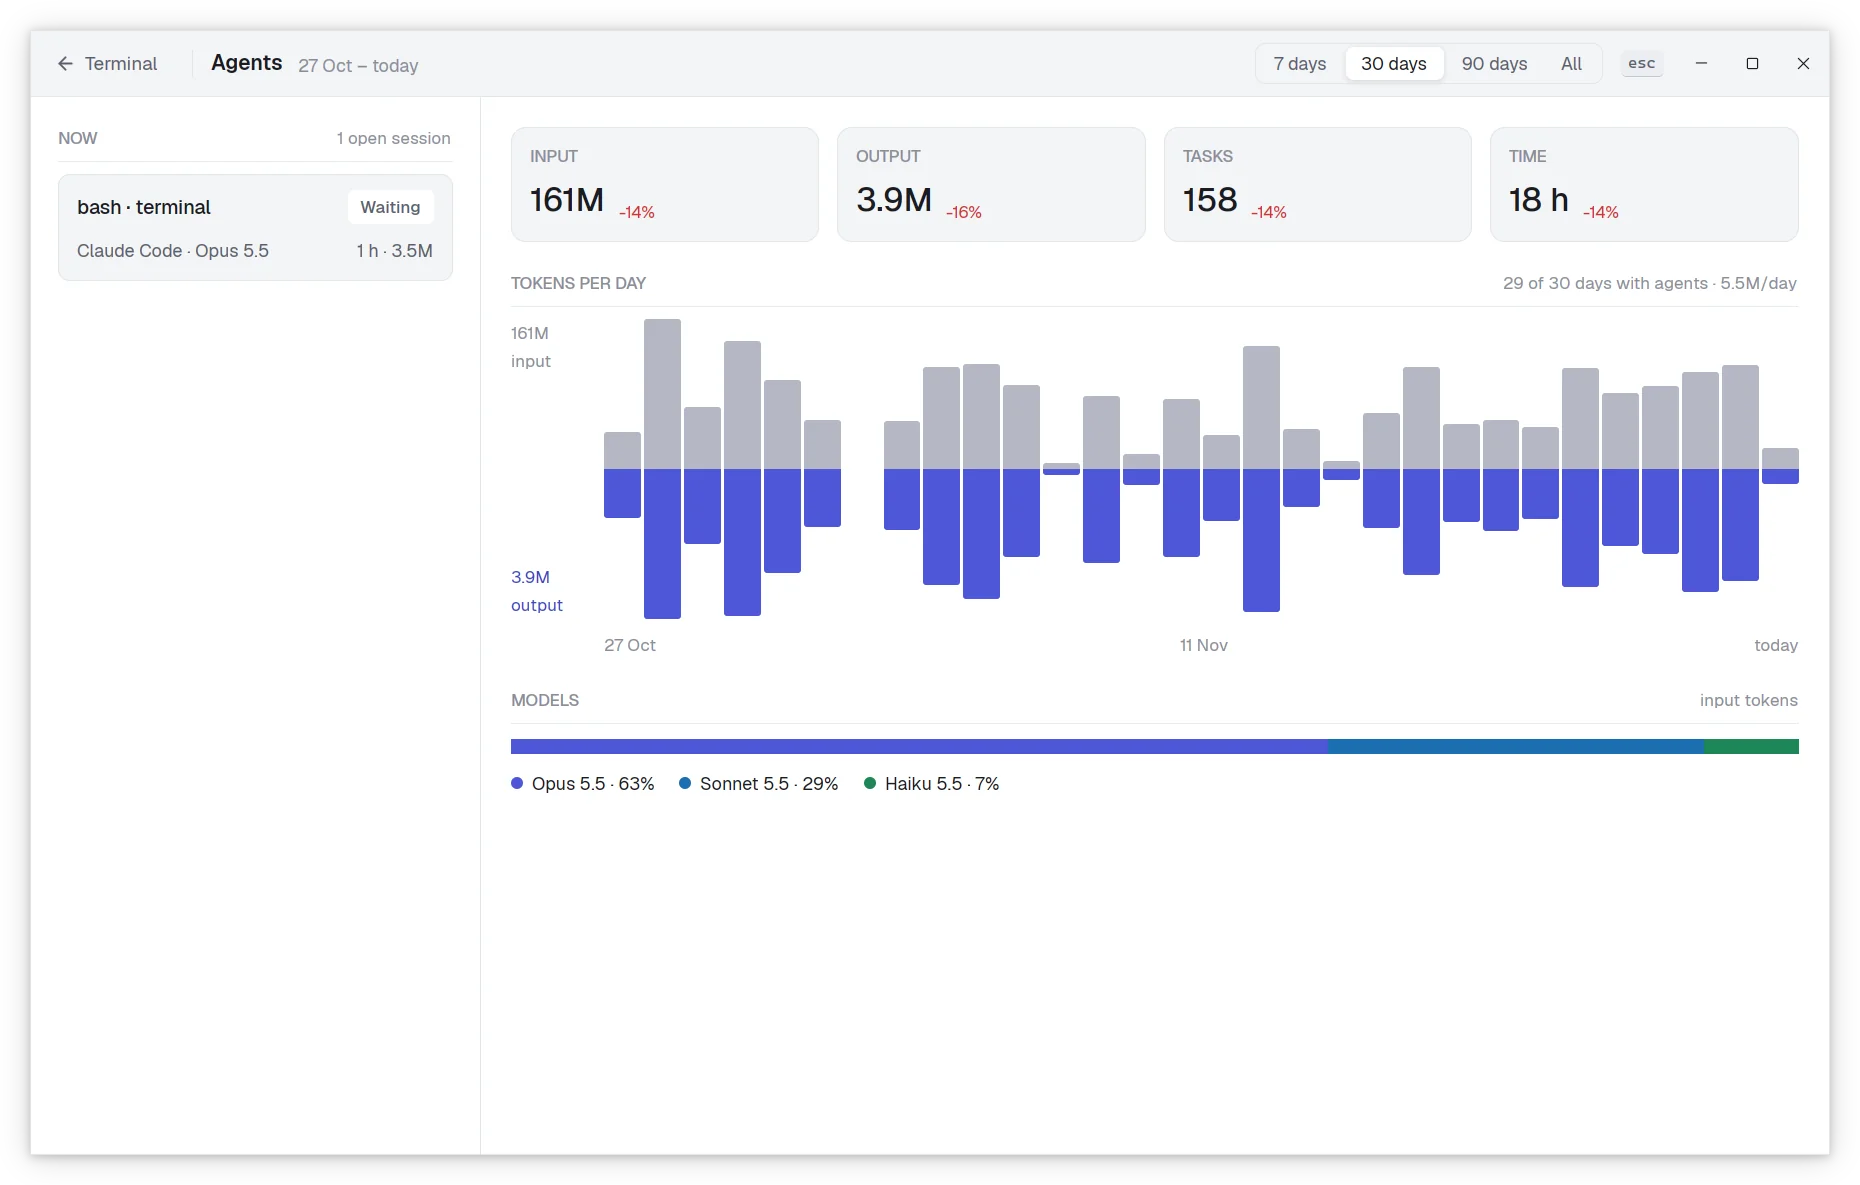 Terminal
Agents 27 Oct – today
7 days 30 days 90 days All esc
NOW 1 open session
bash · terminal Waiting
Claude Code · Opus 5.5 1 h · 3.5M
INPUT
161M -14%
OUTPUT
3.9M -16%
TASKS
158 -14%
TIME
18 h -14%
TOKENS PER DAY 29 of 30 days with agents · 5.5M/day
161M
input
3.9M
output
27 Oct 11 Nov today
MODELS input tokens
Opus 5.5 · 63% Sonnet 5.5 · 29% Haiku 5.5 · 7%